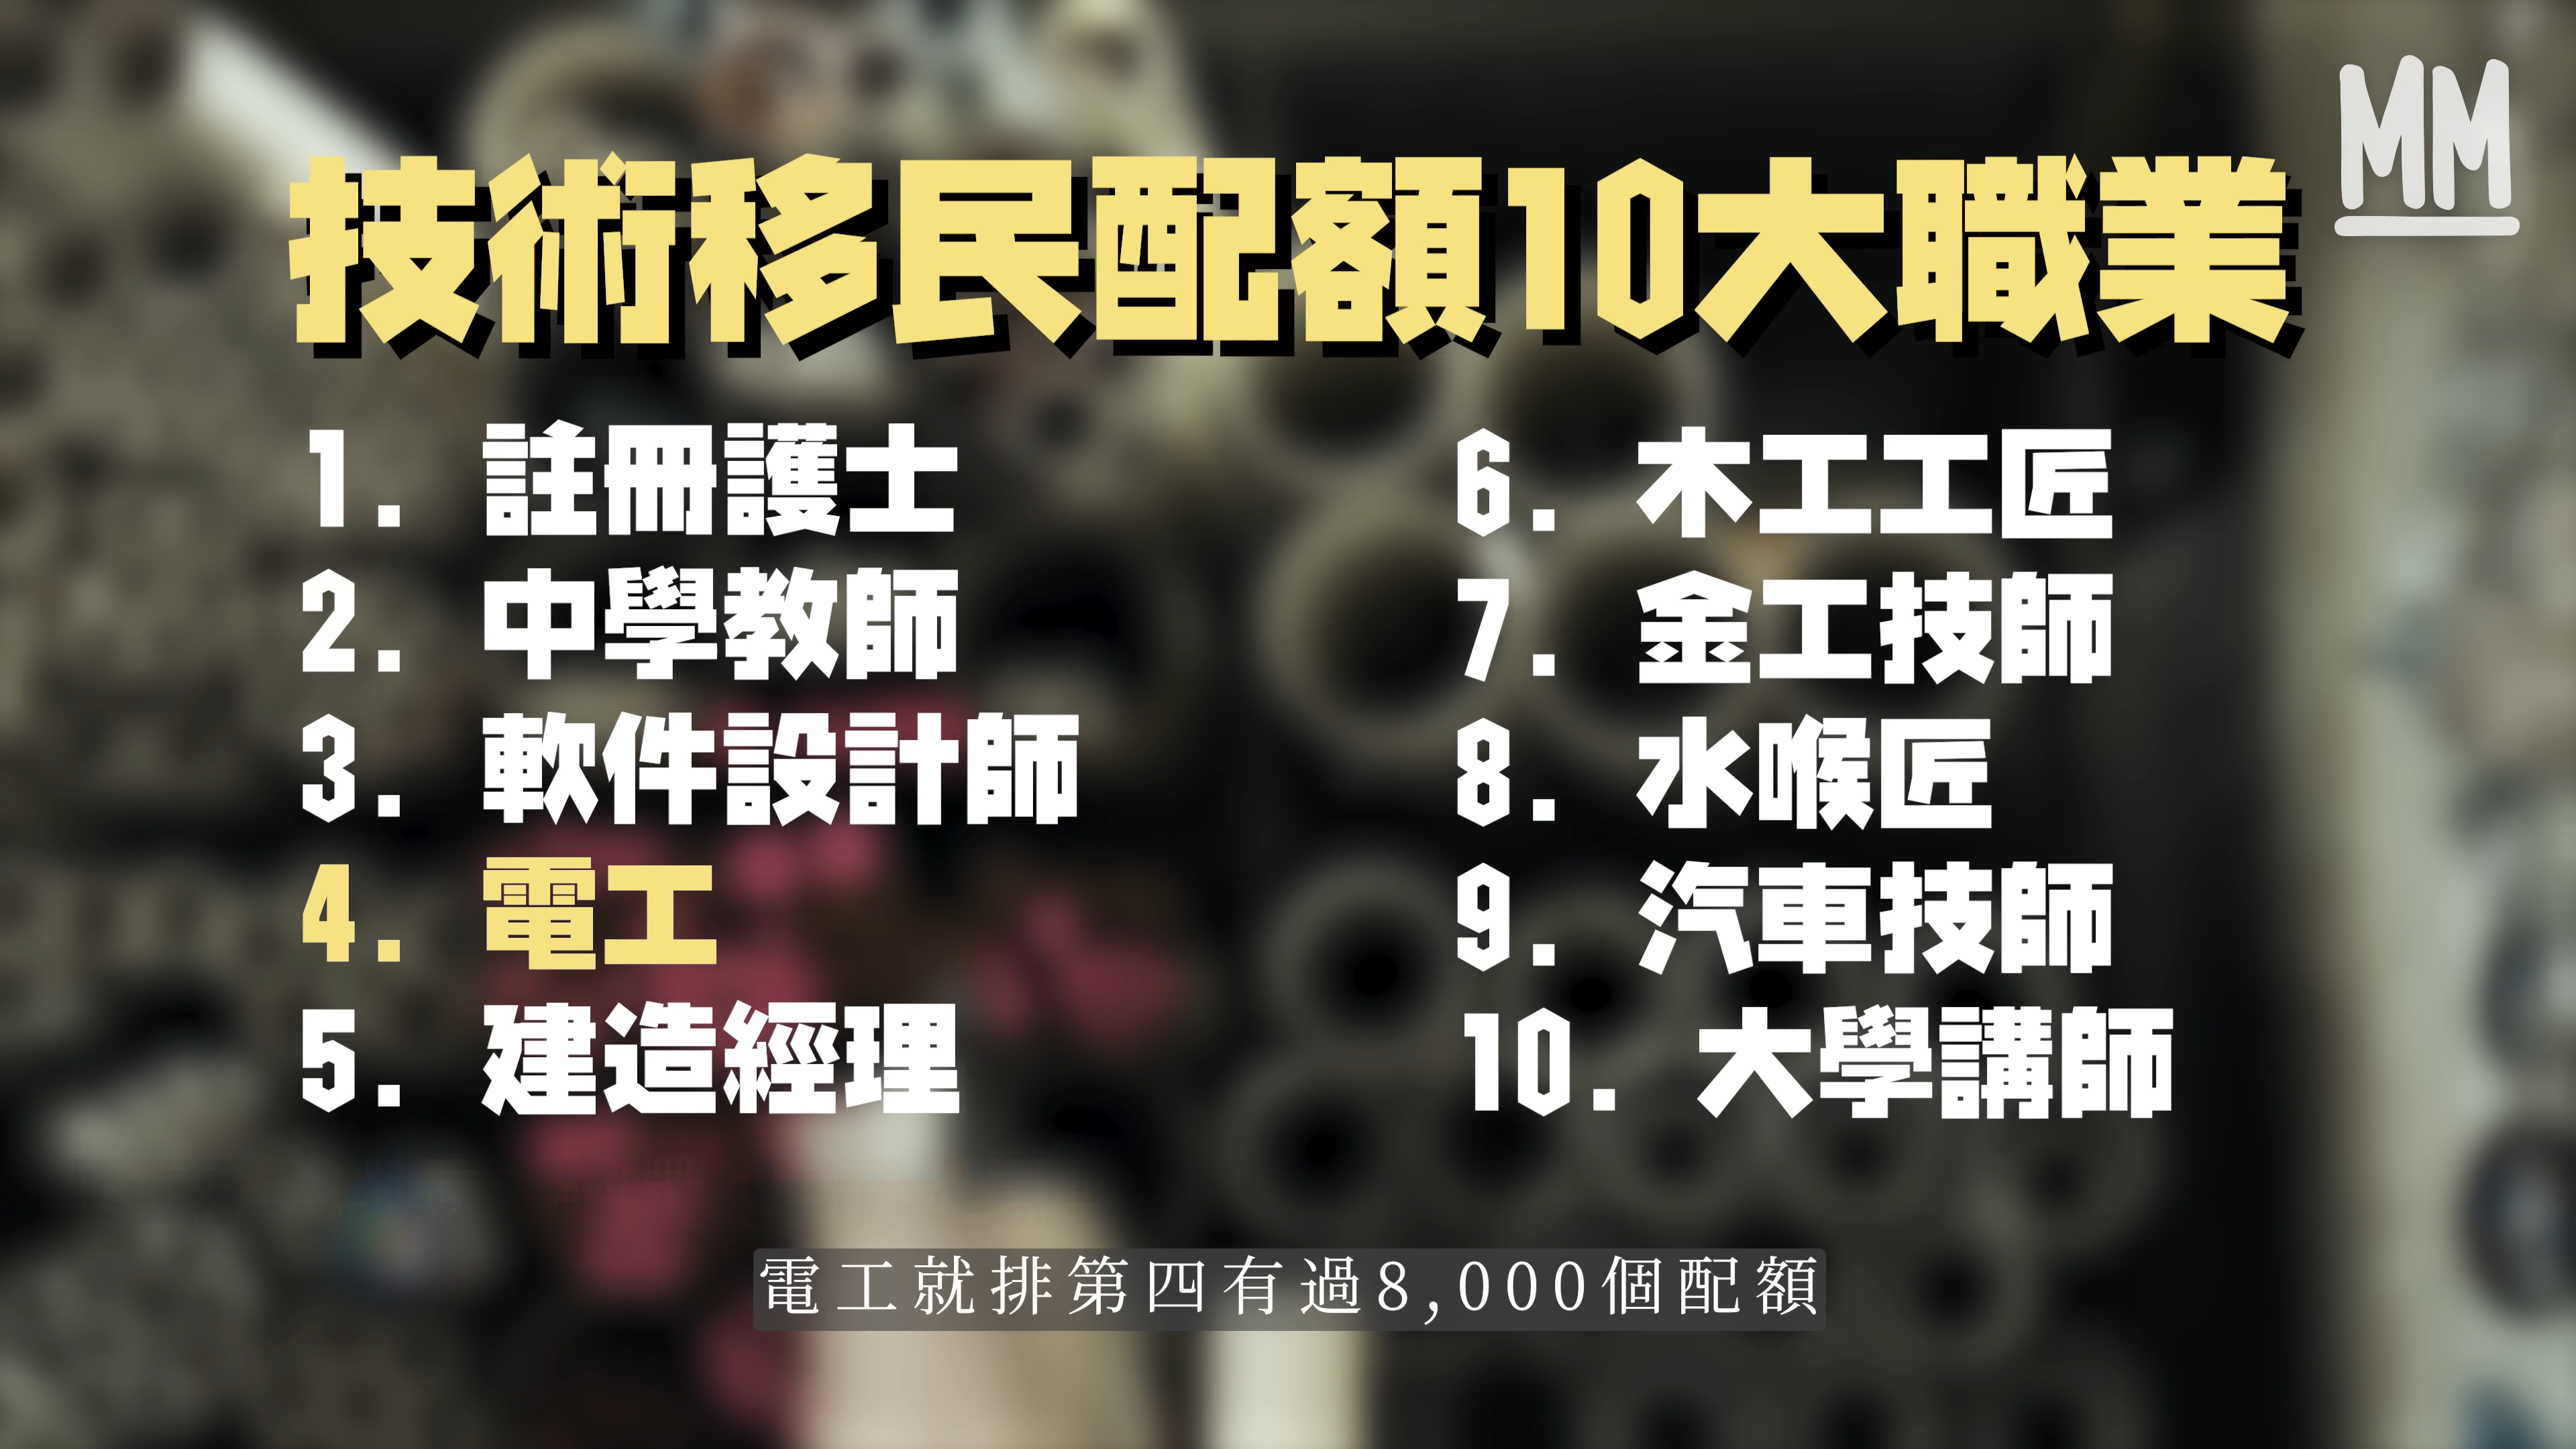 MM
技術移民配額10大職業
1. 註冊護士
2. 中學教師
3. 軟件設計師
4. 電工
5. 建造經理
6. 木工工匠
7. 金工技師
8. 水喉匠
9. 汽車技師
10. 大學講師
電工就排第四有過8,000個配額